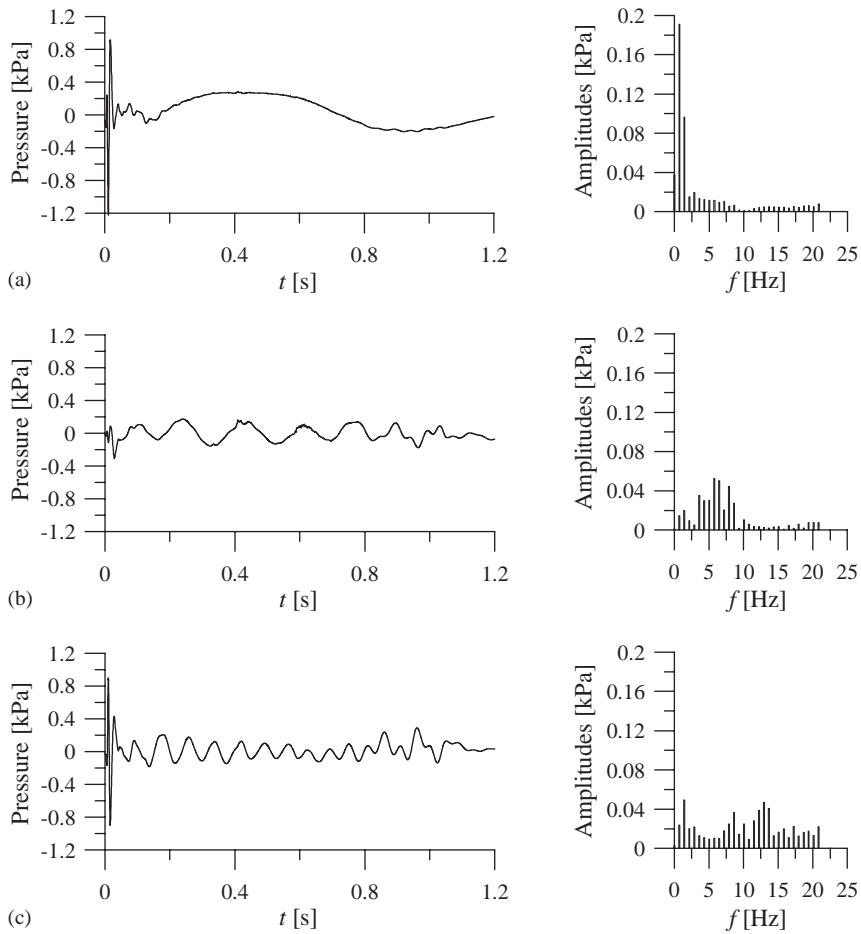 1.2
0.8
0.4
0
-0.4
-0.8
-1.2
Pressure [kPa]
0 0.4 0.8 1.2
t [s]
0.2
0.16
0.12
0.08
0.04
0
Amplitudes [kPa]
0 5 10 15 20 25
f [Hz]
(a)
1.2
0.8
0.4
0
-0.4
-0.8
-1.2
Pressure [kPa]
0 0.4 0.8 1.2
t [s]
0.2
0.16
0.12
0.08
0.04
0
Amplitudes [kPa]
0 5 10 15 20 25
f [Hz]
(b)
1.2
0.8
0.4
0
-0.4
-0.8
-1.2
Pressure [kPa]
0 0.4 0.8 1.2
t [s]
0.2
0.16
0.12
0.08
0.04
0
Amplitudes [kPa]
0 5 10 15 20 25
f [Hz]
(c)